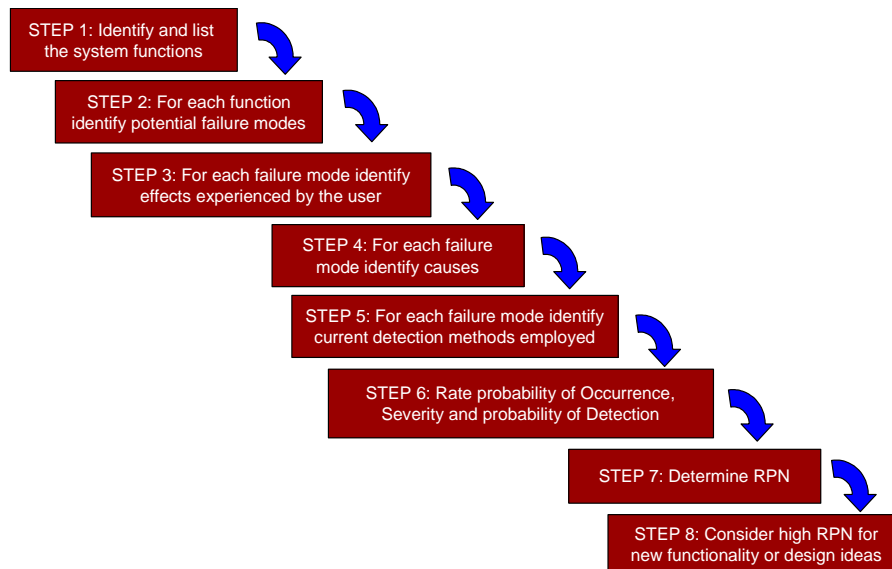 STEP 1: Identify and list
the system functions
STEP 2: For each function
identify potential failure modes
STEP 3: For each failure mode identify
effects experienced by the user
STEP 4: For each failure
mode identify causes
STEP 5: For each failure mode identify
current detection methods employed
STEP 6: Rate probability of Occurrence,
Severity and probability of Detection
STEP 7: Determine RPN
STEP 8: Consider high RPN for
new functionality or design ideas